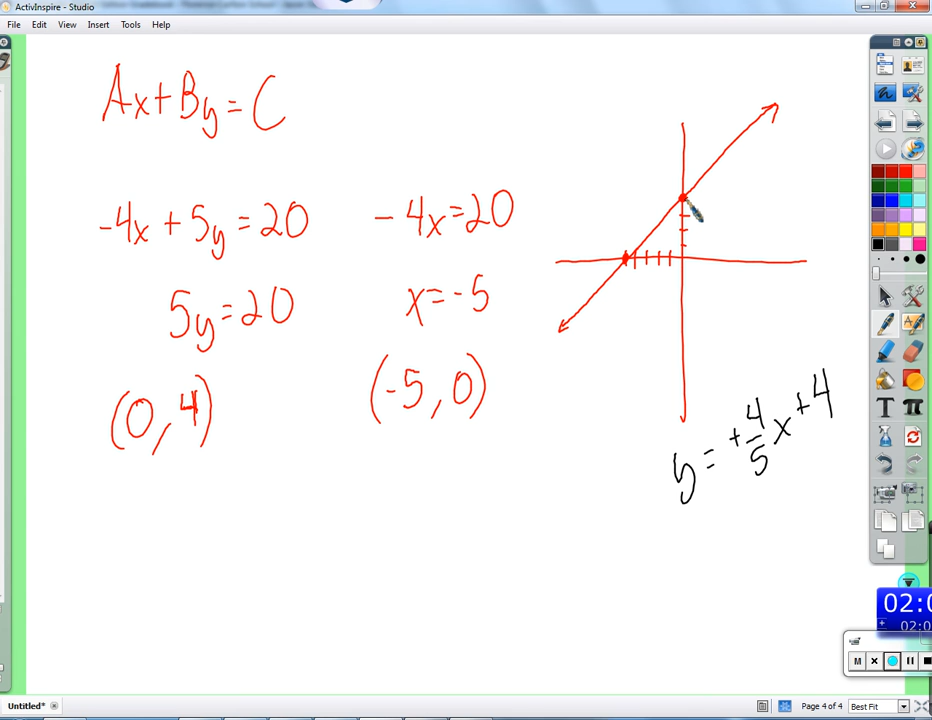 ActivInspire - Studio
File Edit View Insert Tools Help
Ax+By=C
-4x+5y=20
-4x=20
5y=20
x=-5
(0,4)
(-5,0)
y=+4/5x+4
T π
02:0
02:0
M
Untitled*
Page 4 of 4
Best Fit